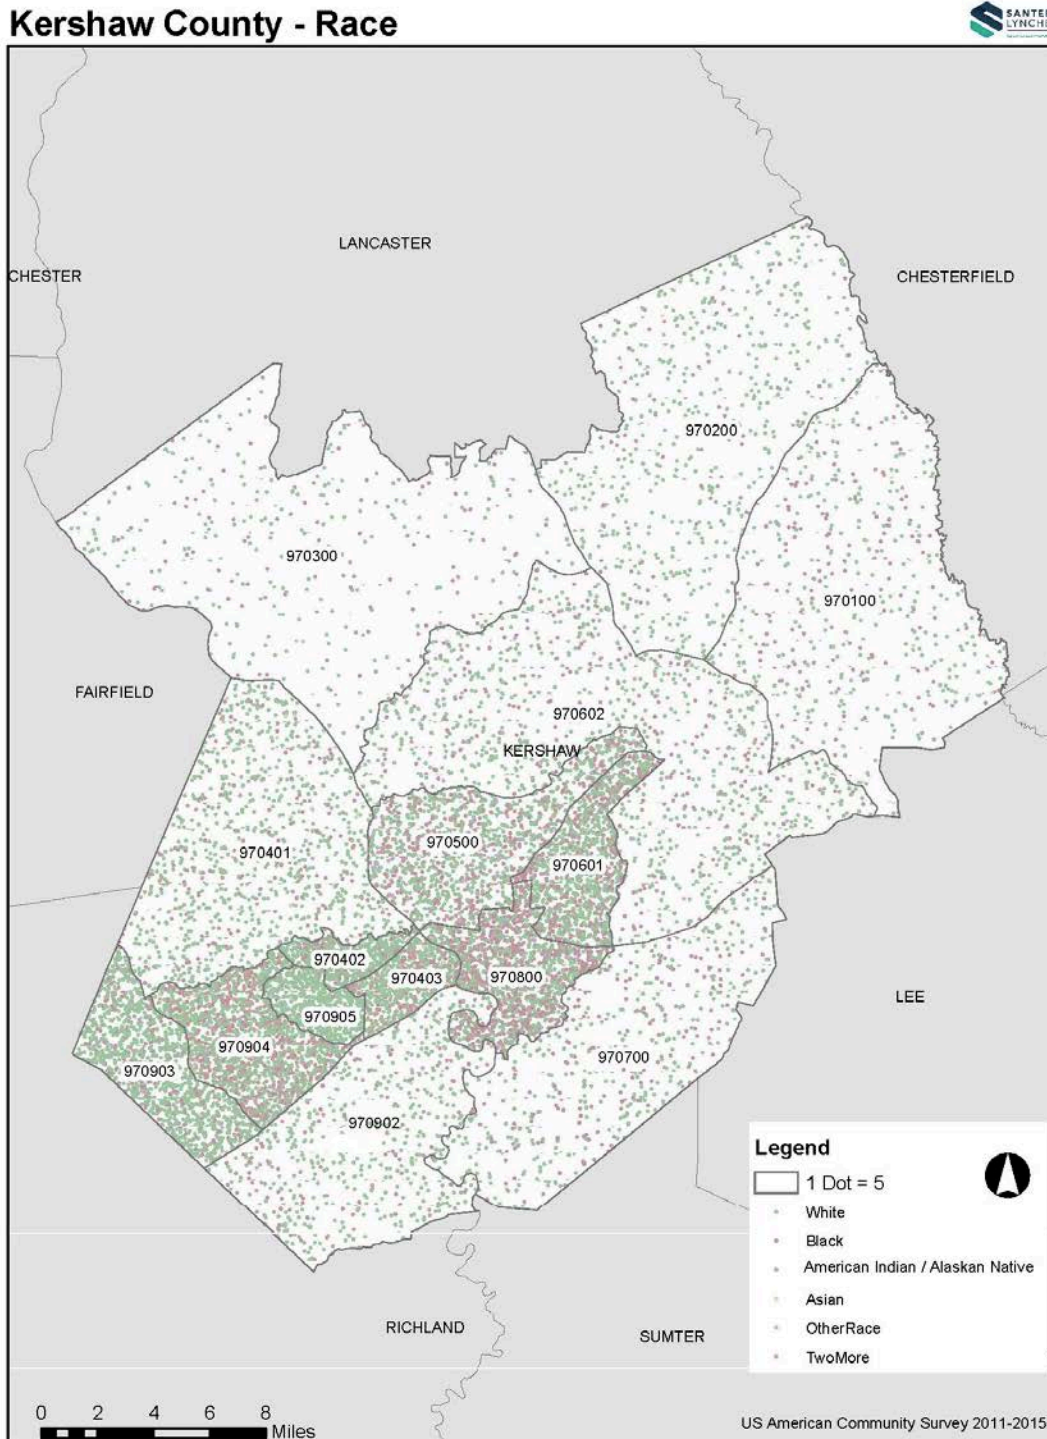 Kershaw County - Race
LANCASTER
CHESTER
CHESTERFIELD
970200
970300
970100
FAIRFIELD
970602
KERSHAW
970500
970401
970601
970402
970403
970800
LEE
970905
970904
970700
970903
970902
Legend
1 Dot = 5
White
Black
American Indian / Alaskan Native
Asian
OtherRace
TwoMore
RICHLAND
SUMTER
0 2 4 6 8
Miles
US American Community Survey 2011-2015